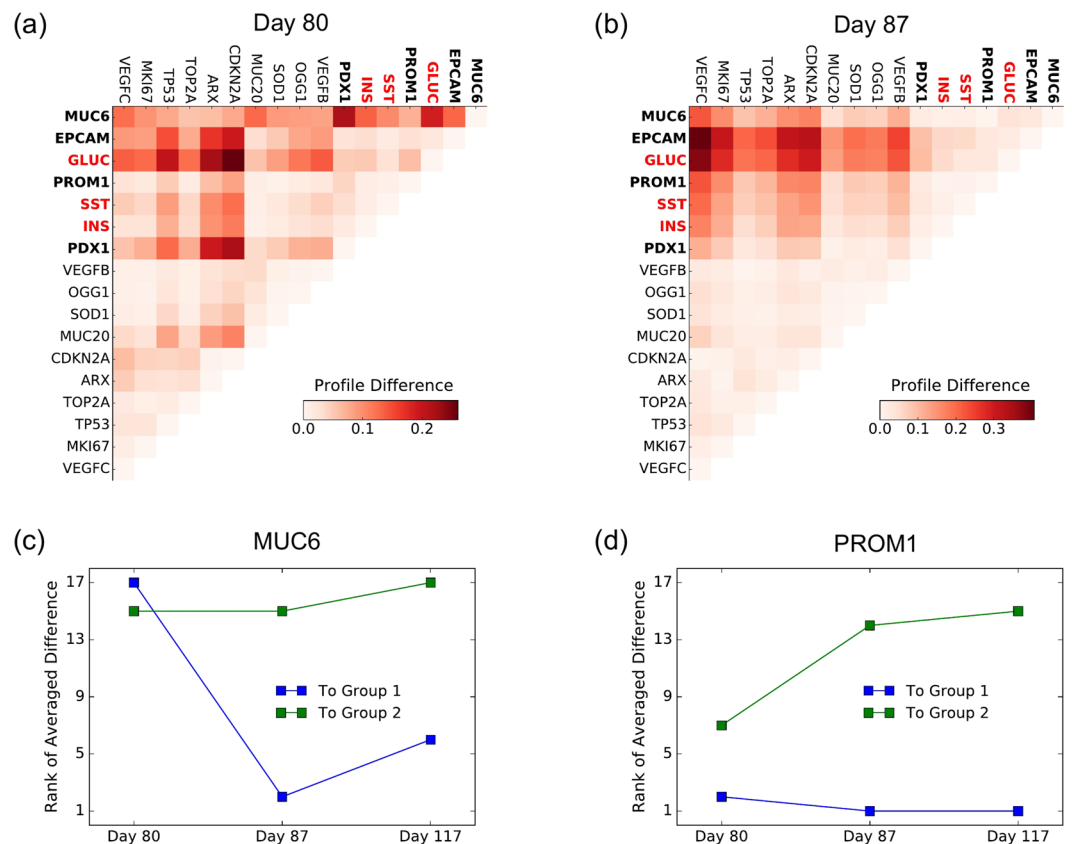 (a) Day 80
VEGFC MKI67 TP53 TOP2A ARX CDKN2A MUC20 SOD1 OGG1 VEGFB PDX1 INS SST PROM1 GLUC EPCAM MUC6
MUC6
EPCAM
GLUC
PROM1
SST
INS
PDX1
VEGFB
OGG1
SOD1
MUC20
CDKN2A
ARX
TOP2A
TP53
MKI67
VEGFC
Profile Difference
0.0 0.1 0.2
(b) Day 87
VEGFC MKI67 TP53 TOP2A ARX CDKN2A MUC20 SOD1 OGG1 VEGFB PDX1 INS SST PROM1 GLUC EPCAM MUC6
MUC6
EPCAM
GLUC
PROM1
SST
INS
PDX1
VEGFB
OGG1
SOD1
MUC20
CDKN2A
ARX
TOP2A
TP53
MKI67
VEGFC
Profile Difference
0.0 0.1 0.2 0.3
(c) MUC6
Rank of Averaged Difference
17
13
9
5
1
To Group 1
To Group 2
Day 80 Day 87 Day 117
(d) PROM1
Rank of Averaged Difference
17
13
9
5
1
To Group 1
To Group 2
Day 80 Day 87 Day 117